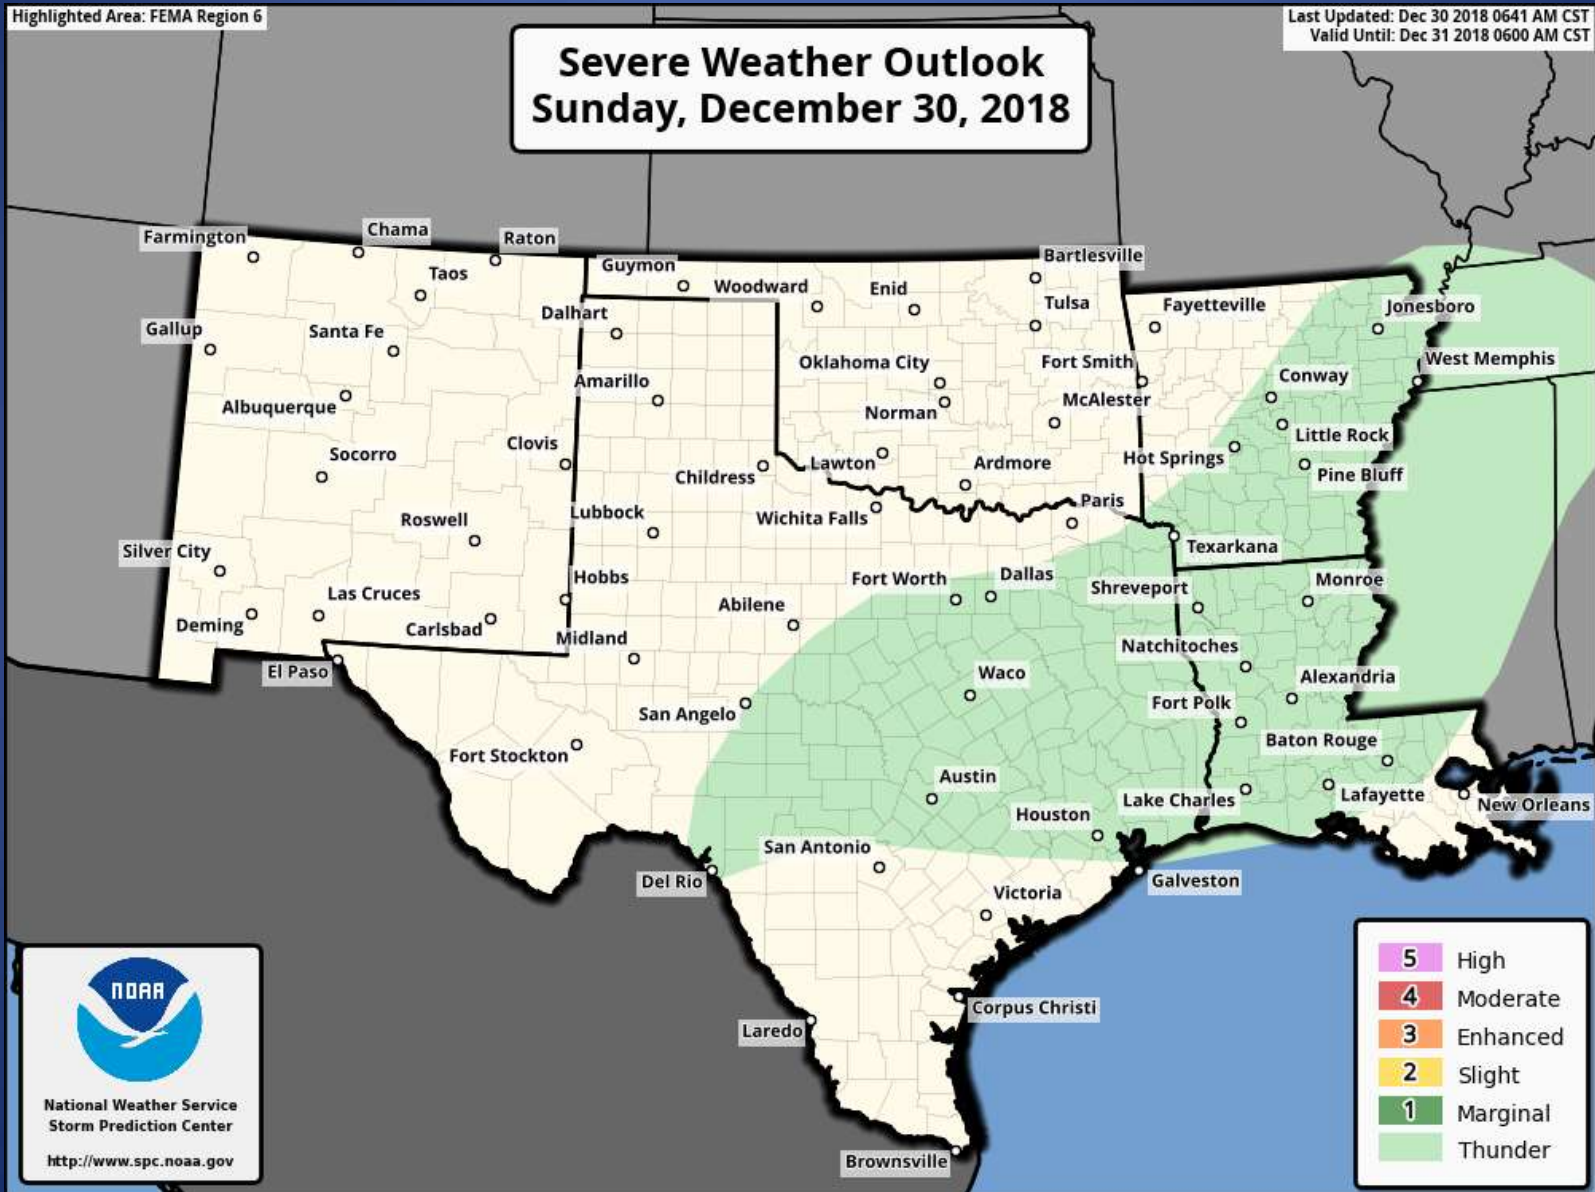 Highlighted Area: FEMA Region 6
Last Updated: Dec 30 2018 0641 AM CST
Valid Until: Dec 31 2018 0600 AM CST
Severe Weather Outlook
Sunday, December 30, 2018
Farmington
Chama
Raton
Taos
Guymon
Woodward
Enid
Bartlesville
Tulsa
Fayetteville
Jonesboro
Gallup
Santa Fe
Dalhart
Oklahoma City
Fort Smith
West Memphis
Albuquerque
Amarillo
Norman
McAlester
Conway
Socorro
Clovis
Childress
Lawton
Ardmore
Hot Springs
Little Rock
Pine Bluff
Roswell
Lubbock
Wichita Falls
Paris
Silver City
Texarkana
Las Cruces
Hobbs
Fort Worth
Dallas
Shreveport
Monroe
Deming
Carlsbad
Abilene
Midland
Natchitoches
El Paso
Waco
Alexandria
San Angelo
Fort Polk
Fort Stockton
Baton Rouge
Austin
Houston
Lake Charles
Lafayette
New Orleans
San Antonio
Del Rio
Galveston
Victoria
Corpus Christi
Laredo
Brownsville
NOAA
National Weather Service
Storm Prediction Center
http://www.spc.noaa.gov
5 High
4 Moderate
3 Enhanced
2 Slight
1 Marginal
Thunder